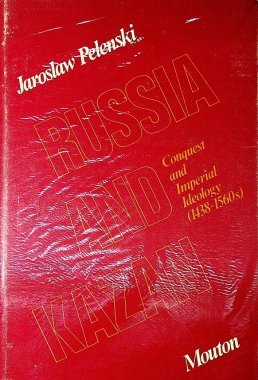 Jarosław Pelenski
RUSSIA
AND
KAZAN
Conquest
and
Imperial
Ideology
(1438-1560s)
Mouton